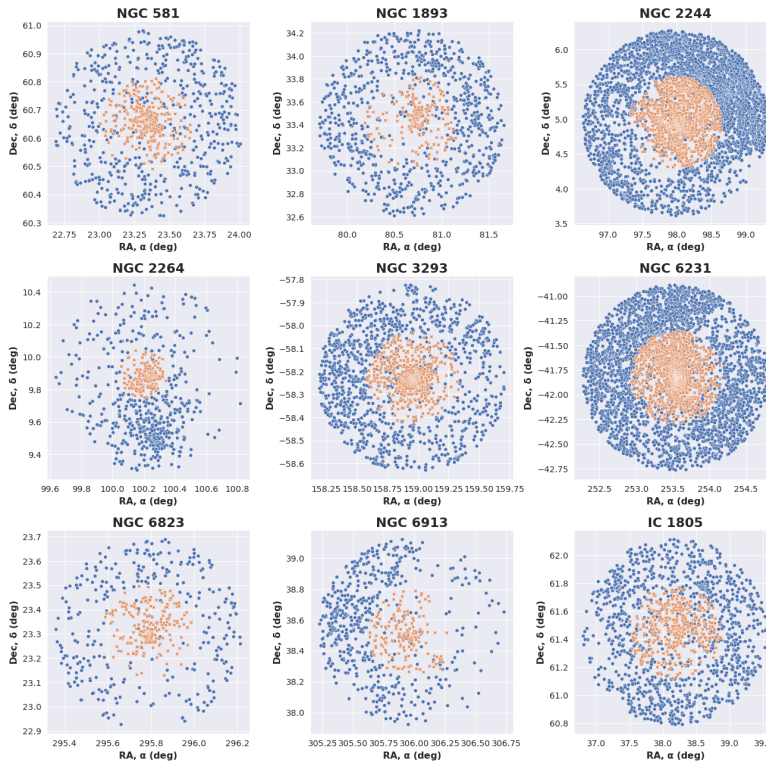 NGC 581
NGC 1893
NGC 2244
61.0
60.9
60.8
60.7
60.6
60.5
60.4
60.3
Dec, δ (deg)
22.75 23.00 23.25 23.50 23.75 24.00
RA, α (deg)
34.2
34.0
33.8
33.6
33.4
33.2
33.0
32.8
32.6
Dec, δ (deg)
80.0 80.5 81.0 81.5
RA, α (deg)
6.0
5.5
5.0
4.5
4.0
3.5
Dec, δ (deg)
97.0 97.5 98.0 98.5 99.0
RA, α (deg)
NGC 2264
NGC 3293
NGC 6231
10.4
10.2
10.0
9.8
9.6
9.4
Dec, δ (deg)
99.6 99.8 100.0 100.2 100.4 100.6 100.8
RA, α (deg)
−57.8
−57.9
−58.0
−58.1
−58.2
−58.3
−58.4
−58.5
−58.6
Dec, δ (deg)
158.25 158.50 158.75 159.00 159.25 159.50 159.75
RA, α (deg)
−41.00
−41.25
−41.50
−41.75
−42.00
−42.25
−42.50
−42.75
Dec, δ (deg)
252.5 253.0 253.5 254.0 254.5
RA, α (deg)
NGC 6823
NGC 6913
IC 1805
23.7
23.6
23.5
23.4
23.3
23.2
23.1
23.0
22.9
Dec, δ (deg)
295.4 295.6 295.8 296.0 296.2
RA, α (deg)
39.0
38.8
38.6
38.4
38.2
38.0
Dec, δ (deg)
305.25 305.50 305.75 306.00 306.25 306.50 306.75
RA, α (deg)
62.0
61.8
61.6
61.4
61.2
61.0
60.8
Dec, δ (deg)
37.0 37.5 38.0 38.5 39.0 39.5
RA, α (deg)